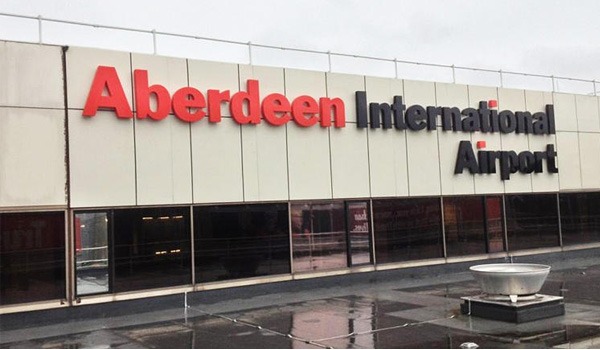 Aberdeen International
Airport